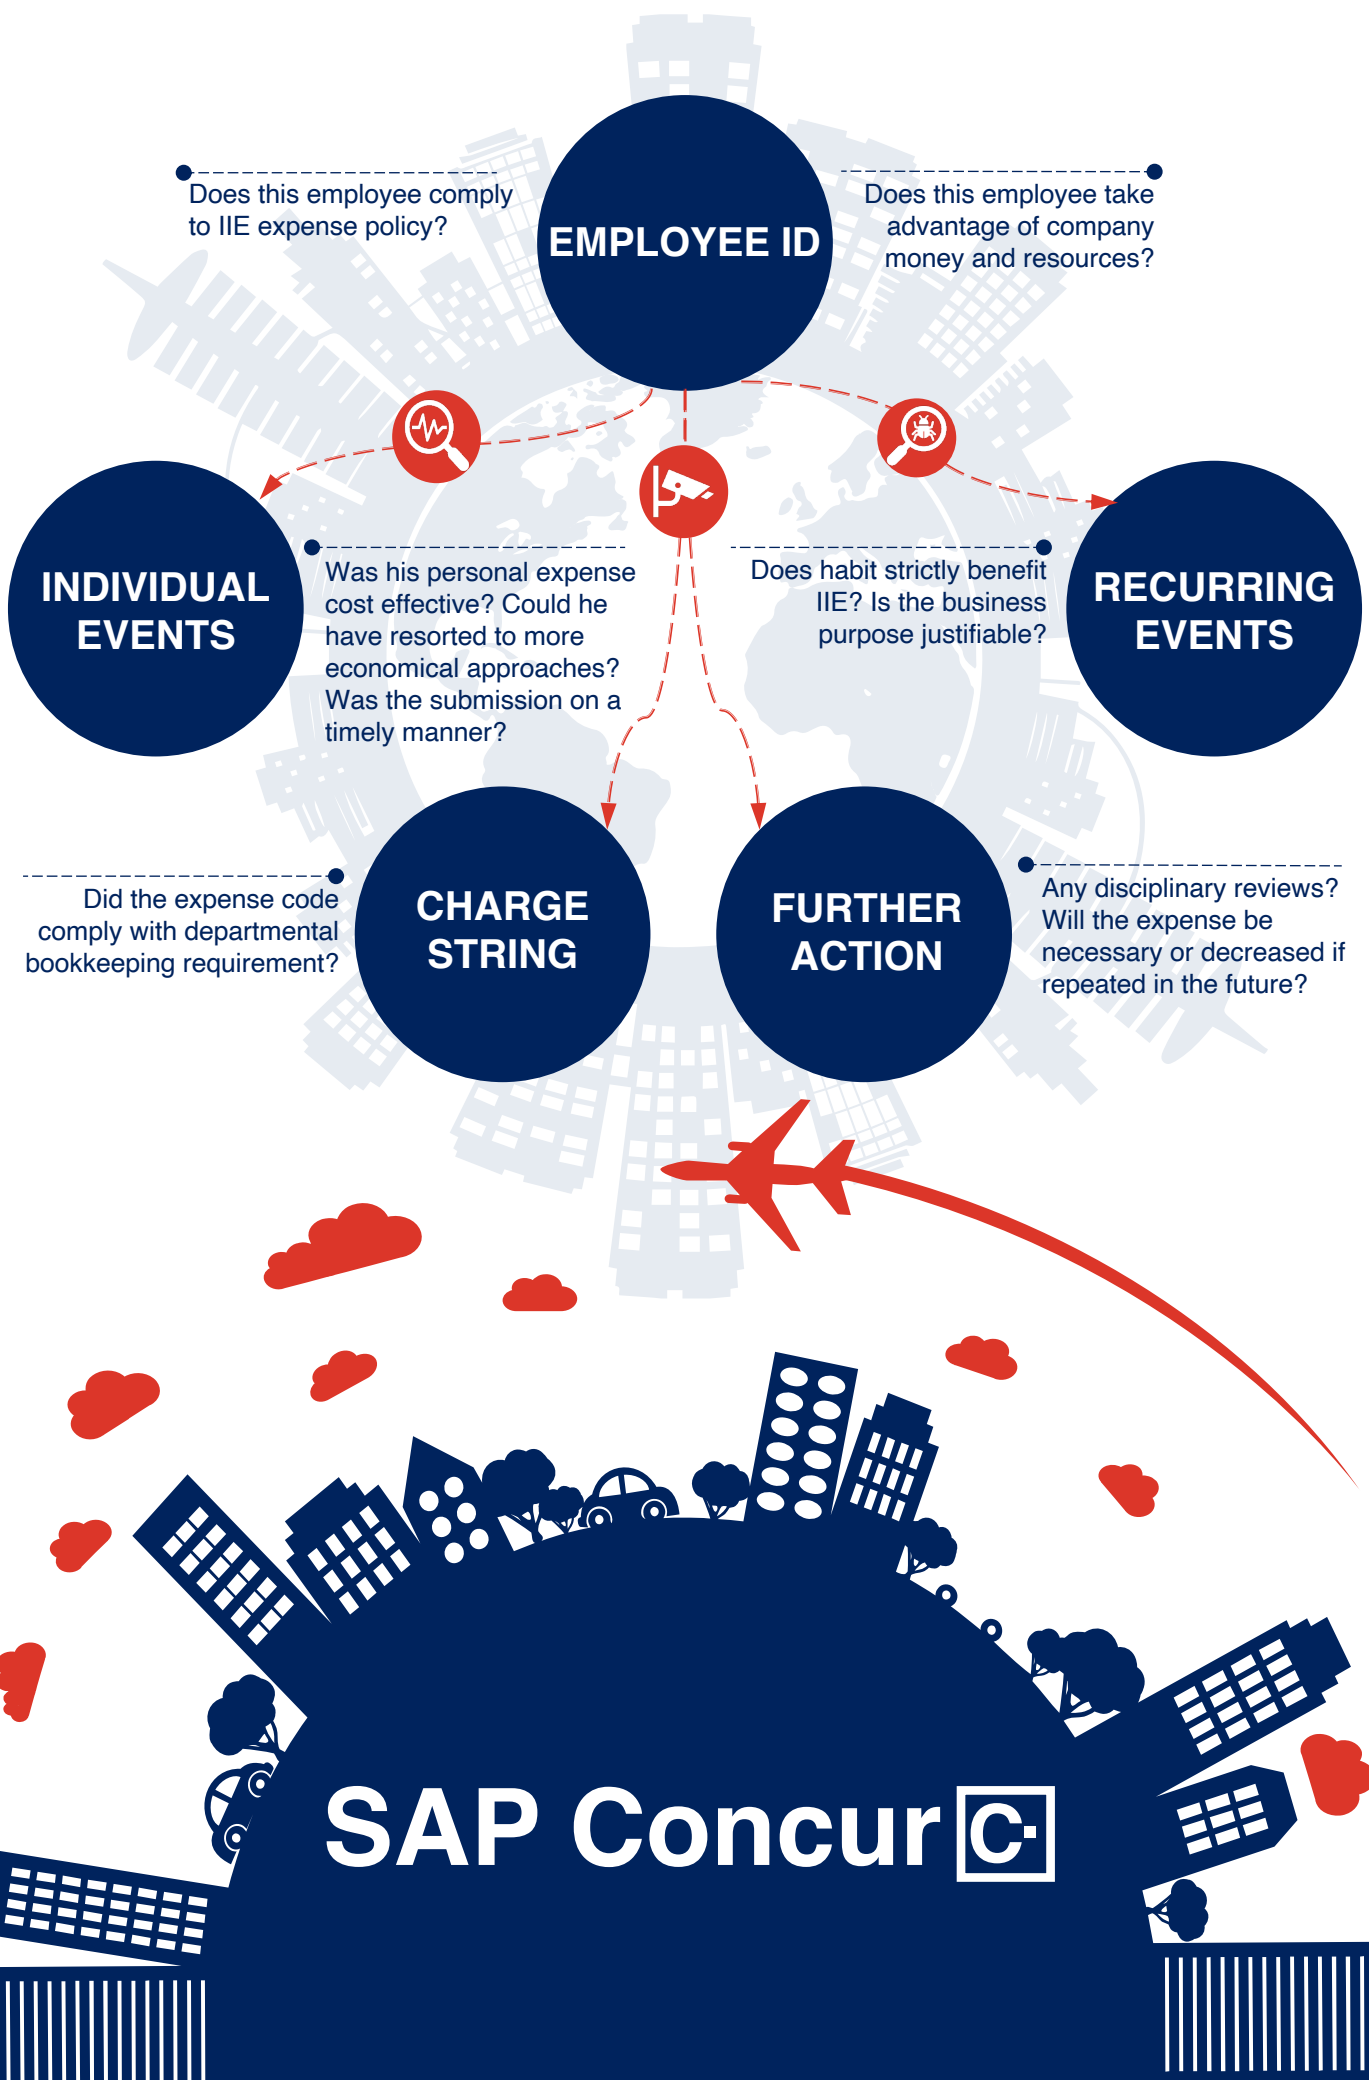 Does this employee comply
to IIE expense policy?
EMPLOYEE ID
Does this employee take
advantage of company
money and resources?
INDIVIDUAL
EVENTS
Was his personal expense
cost effective? Could he
have resorted to more
economical approaches?
Was the submission on a
timely manner?
Does habit strictly benefit
IIE? Is the business
purpose justifiable?
RECURRING
EVENTS
Did the expense code
comply with departmental
bookkeeping requirement?
CHARGE
STRING
FURTHER
ACTION
Any disciplinary reviews?
Will the expense be
necessary or decreased if
repeated in the future?
SAP Concur C